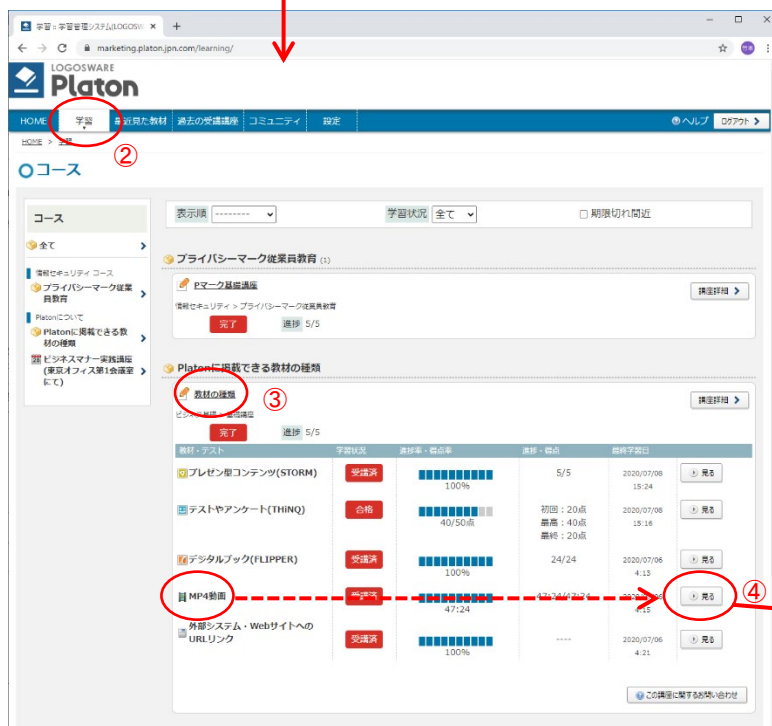 学習：学習管理システム(LOGOSW
marketing.platon.jpn.com/learning/
LOGOSWARE
Platon
HOME 学習 最近見た教材 過去の受講講座 コミュニティ 設定 ヘルプ ログアウト
HOME > 学習
②
コース
コース
表示順 -------- 学習状況 全て 期限切れ間近
全て
プライバシーマーク従業員教育 (1)
情報セキュリティ コース
プライバシーマーク従業
員教育
Pマーク基礎講座
講座詳細
情報セキュリティ > プライバシーマーク従業員教育
完了 進捗 5/5
Platonについて
Platonに掲載できる教
材の種類
ビジネスマナー実践講座
(東京オフィス第1会議室
にて)
Platonに掲載できる教材の種類
教材の種類 ③
講座詳細
完了 進捗 5/5
教材・テスト 学習状況 進捗率・得点率 進捗・得点 最終学習日
プレゼン型コンテンツ(STORM) 受講済 100% 5/5 2020/07/08 15:24 見る
テストやアンケート(THiNQ) 合格 40/50点 初回：20点 最高：40点 最終：20点 2020/07/08 15:16 見る
デジタルブック(FLIPPER) 受講済 100% 24/24 2020/07/06 4:13 見る
MP4動画 受講済 47:24 47:24/47:24 2020/07/06 4:15 見る ④
外部システム・Webサイトへの
URLリンク 受講済 100% ---- 2020/07/06 4:21 見る
この講座に関するお問い合わせ